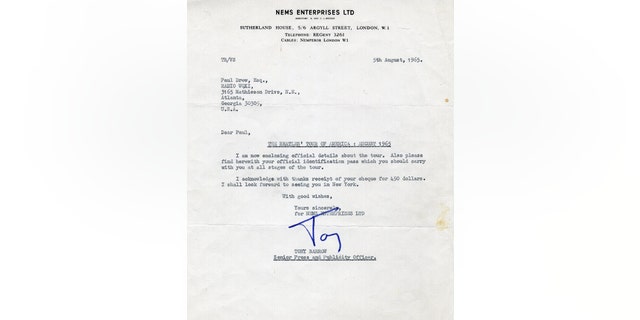 NEMS ENTERPRISES LTD
SUTHERLAND HOUSE, 5/6 ARGYLL STREET, LONDON, W.1
TELEPHONE: REGENT 3261
CABLES: NEMPEROR LONDON W1
TB/VB 5th August, 1965.
Paul Drew, Esq.,
RADIO WQXI,
3165 Mathieson Drive, N.E.,
Atlanta,
Georgia 30305,
U.S.A.
Dear Paul,
THE BEATLES' TOUR OF AMERICA : AUGUST 1965
I am now enclosing official details about the tour. Also please
find herewith your official identification pass which you should carry
with you at all stages of the tour.
I acknowledge with thanks receipt of your cheque for 450 dollars.
I shall look forward to seeing you in New York.
With good wishes,
Yours sincerely,
for NEMS ENTERPRISES LTD
Tony
TONY BARROW
Senior Press and Publicity Officer.